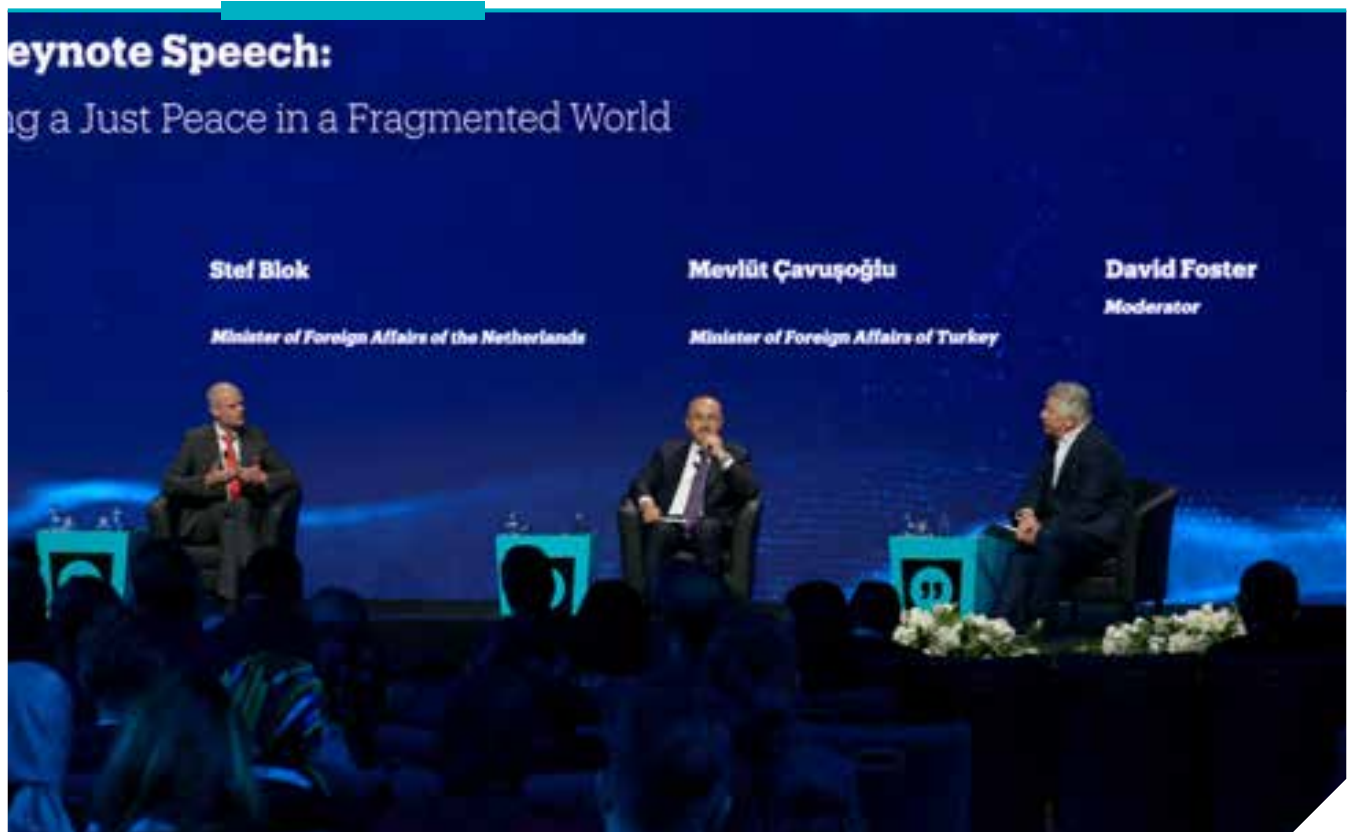 eynote Speech:
ng a Just Peace in a Fragmented World
Stef Blok
Minister of Foreign Affairs of the Netherlands
Mevlüt Çavuşoğlu
Minister of Foreign Affairs of Turkey
David Foster
Moderator